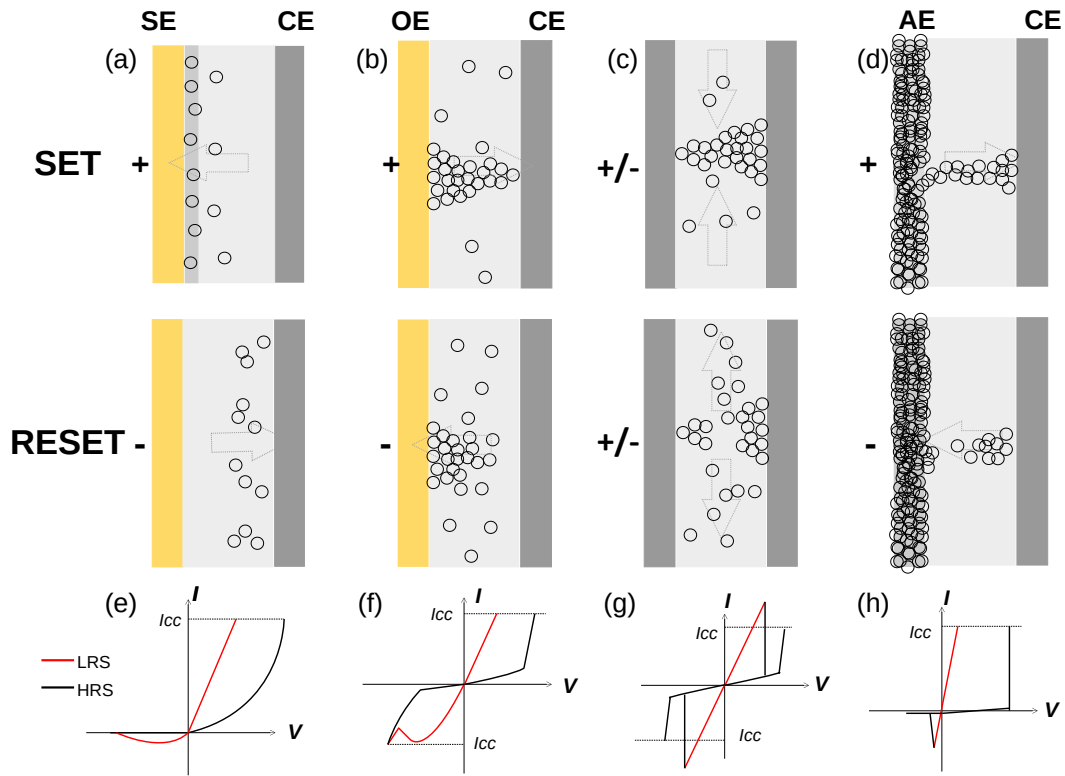 SE CE OE CE AE CE
(a) (b) (c) (d)
SET + + +/- +
RESET - - +/- -
(e) I (f) I (g) I (h) I
Icc Icc Icc Icc
LRS
HRS
V V V V
Icc Icc